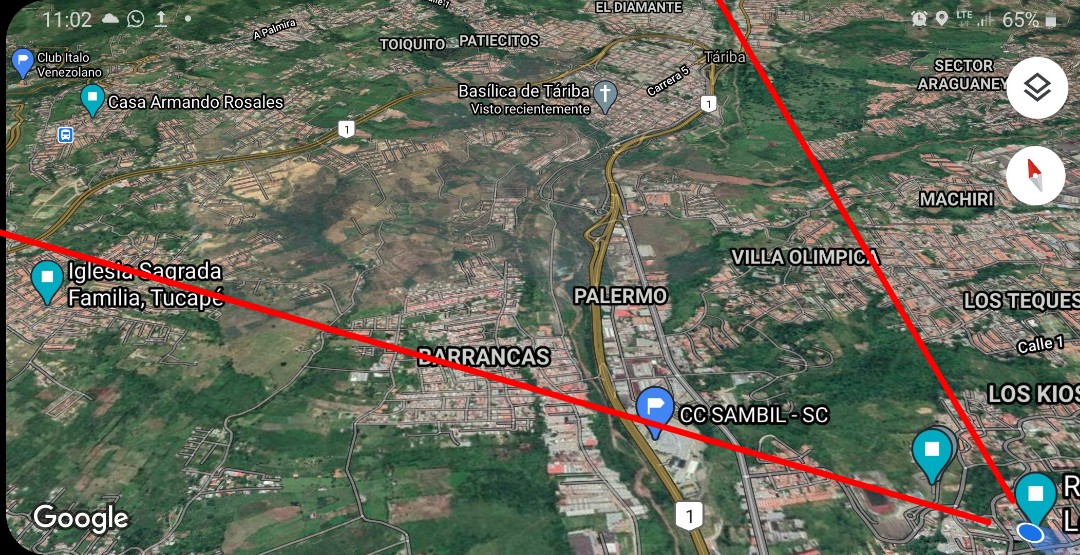 11:02
LTE
65%
EL DIAMANTE
A Palmira
TOIQUITO
PATIECITOS
Club Italo
Venezolano
Táriba
SECTOR
ARAGUANEY
Casa Armando Rosales
Basílica de Táriba
Visto recientemente
Carrera 5
1
1
MACHIRI
VILLA OLIMPICA
Iglesia Sagrada
Familia, Tucapé
PALERMO
LOS TEQUES
Calle 1
BARRANCAS
LOS KIOS
CC SAMBIL - SC
R
L
Google
1